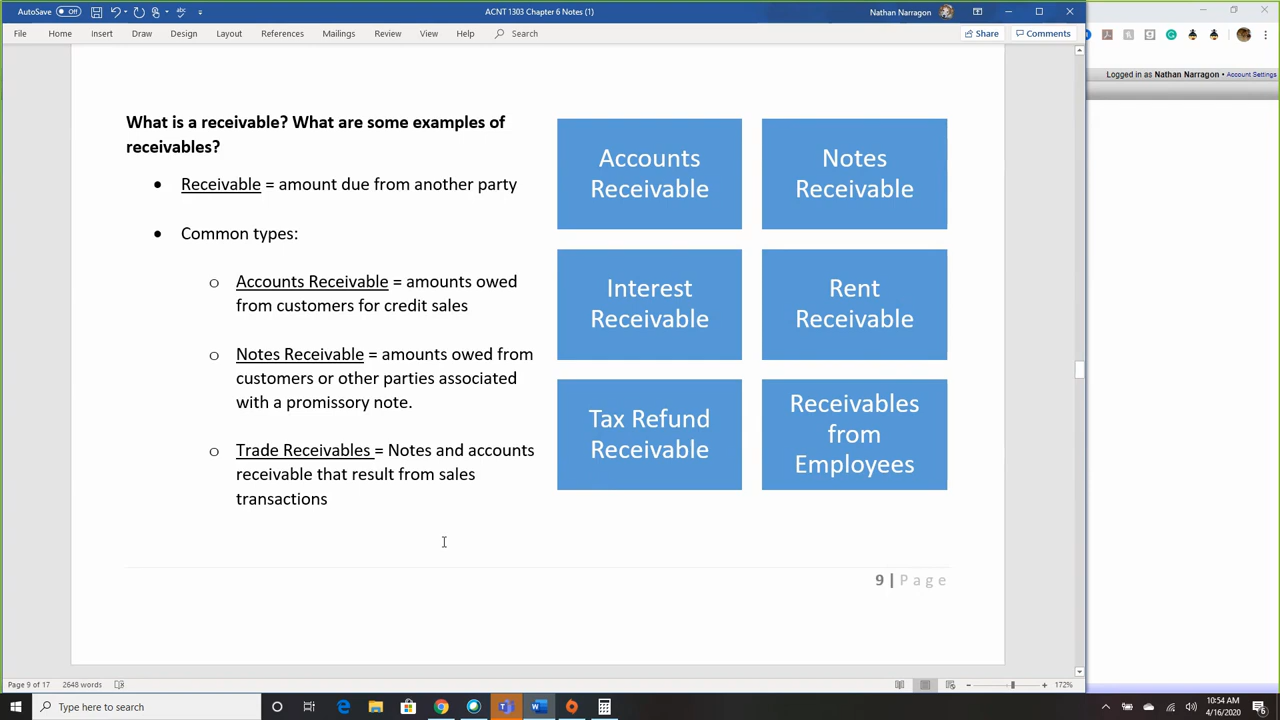 AutoSave Off
ACNT 1303 Chapter 6 Notes (1)
Nathan Narragon
File Home Insert Draw Design Layout References Mailings Review View Help Search Share Comments
Logged in as Nathan Narragon • Account Settings
What is a receivable? What are some examples of
receivables?
• Receivable = amount due from another party
• Common types:
o Accounts Receivable = amounts owed
from customers for credit sales
o Notes Receivable = amounts owed from
customers or other parties associated
with a promissory note.
o Trade Receivables = Notes and accounts
receivable that result from sales
transactions
Accounts
Receivable
Notes
Receivable
Interest
Receivable
Rent
Receivable
Tax Refund
Receivable
Receivables
from
Employees
9 | Page
Page 9 of 17 2648 words
172%
Type here to search
10:54 AM
4/16/2020